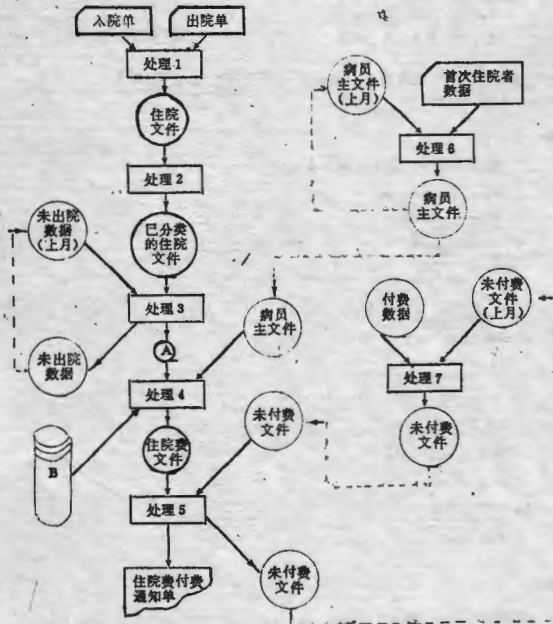 入院单
出院单
处理1
住院
文件
处理2
已分类
的住院
文件
未出院
数据
(上月)
处理3
未出院
数据
A
病员
主文件
处理4
B
住院费
文件
未付费
文件
处理5
住院费付费
通知单
未付费
文件
病员
主文件
(上月)
首次住院者
数据
处理6
病员
主文件
付费
数据
未付费
文件
(上月)
处理7
未付费
文件